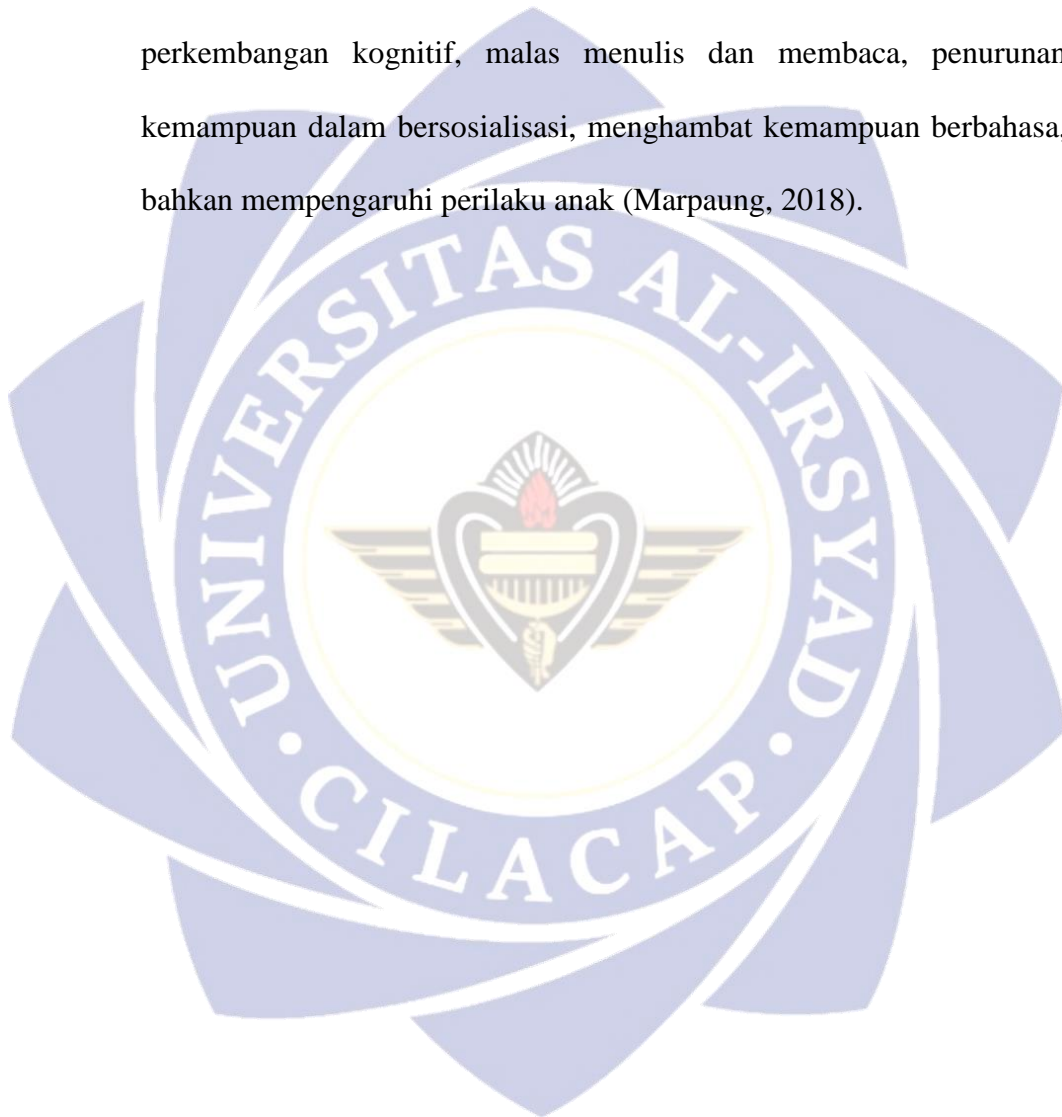 perkembangan kognitif, malas menulis dan membaca, penurunan
kemampuan dalam bersosialisasi, menghambat kemampuan berbahasa,
bahkan mempengaruhi perilaku anak (Marpaung, 2018).
UNIVERSITAS AL-IRSYAD
• CILACAP •